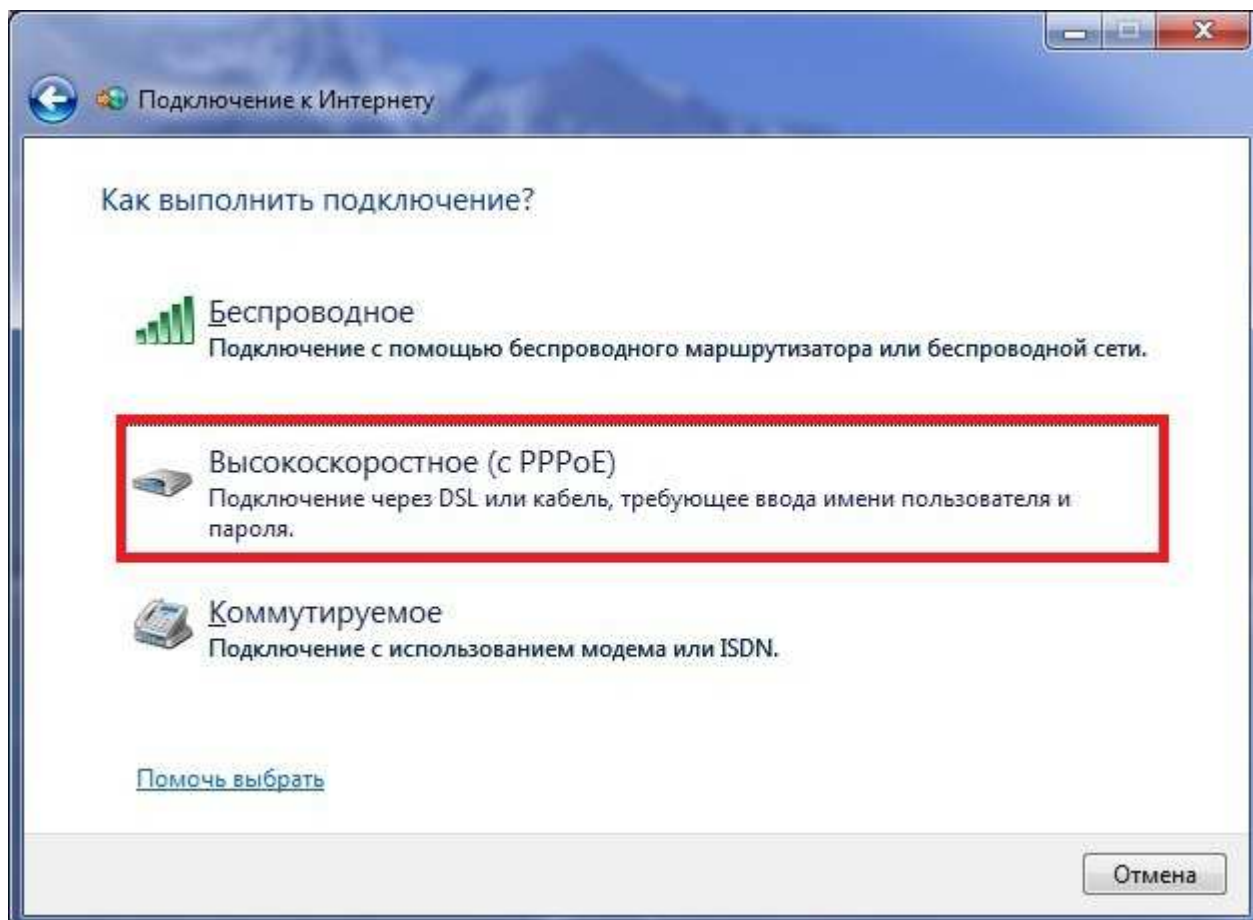 Подключение к Интернету
Как выполнить подключение?
Беспроводное
Подключение с помощью беспроводного маршрутизатора или беспроводной сети.
Высокоскоростное (с PPPoE)
Подключение через DSL или кабель, требующее ввода имени пользователя и
пароля.
Коммутируемое
Подключение с использованием модема или ISDN.
Помочь выбрать
Отмена